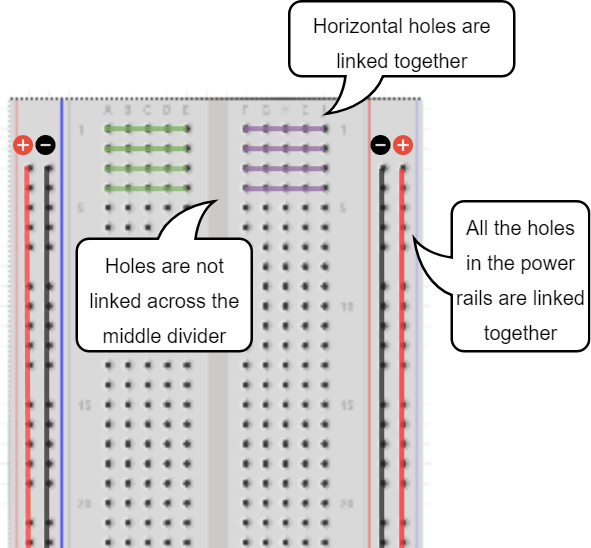 Horizontal holes are
linked together
A B C D E
1
1
+ −
− +
5
5
All the holes
in the power
rails are linked
together
Holes are not
linked across the
middle divider
10
15
15
20
20